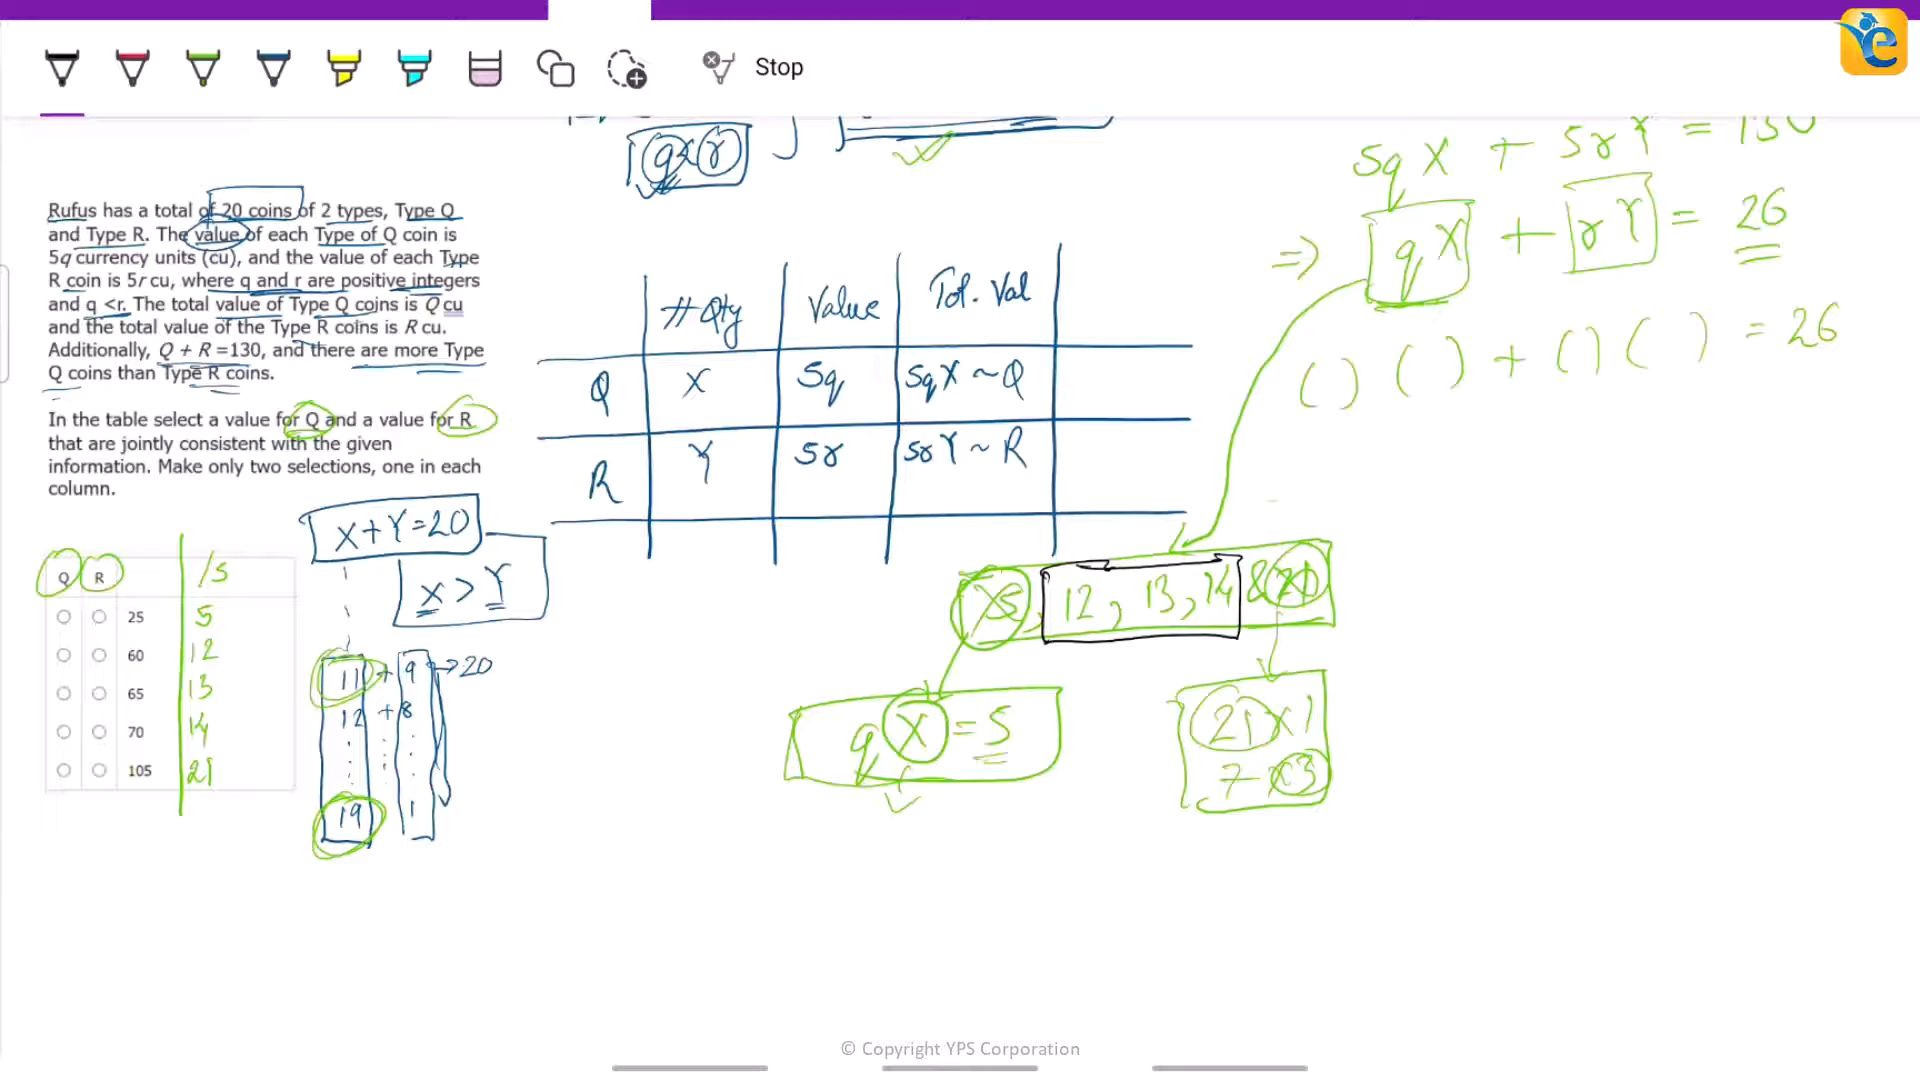 Stop
q x r
5qX + 5rY = 130
=> qX + rY = 26
( ) ( ) + ( ) ( ) = 26
Rufus has a total of 20 coins of 2 types, Type Q
and Type R. The value of each Type of Q coin is
5q currency units (cu), and the value of each Type
R coin is 5r cu, where q and r are positive integers
and q <r. The total value of Type Q coins is Q cu
and the total value of the Type R coins is R cu.
Additionally, Q + R =130, and there are more Type
Q coins than Type R coins.
In the table select a value for Q and a value for R
that are jointly consistent with the given
information. Make only two selections, one in each
column.
# Qty Value Tot. Val
Q X 5q 5qX ~ Q
R Y 5r 5rY ~ R
X+Y=20
X > Y
Q R /5
25 5
60 12
65 13
70 14
105 21
11 + 9 → 20
12 + 8
19 1
5, 12, 13, 14 & 21
qX = 5
21 x 1
7 x 3
© Copyright YPS Corporation